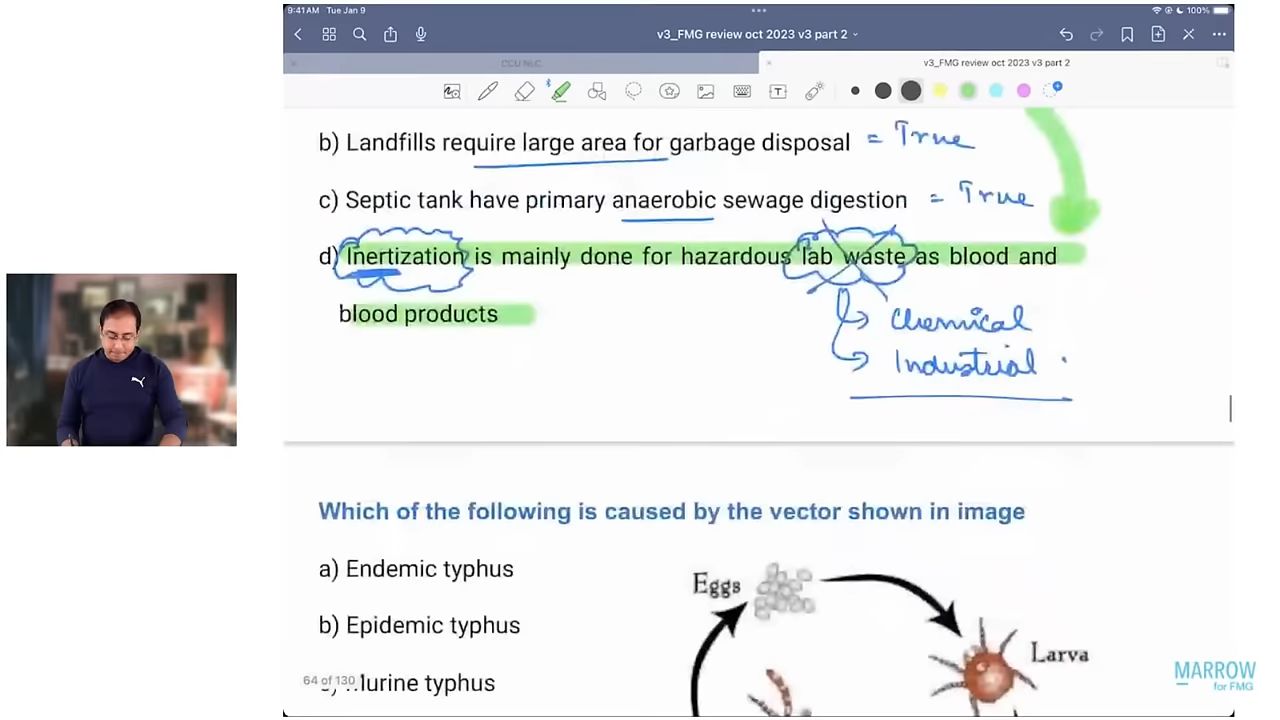 9:41 AM Tue Jan 9
100%
v3_FMG review oct 2023 v3 part 2
CCU NLC
v3_FMG review oct 2023 v3 part 2
b) Landfills require large area for garbage disposal = True
c) Septic tank have primary anaerobic sewage digestion = True
d) Inertization is mainly done for hazardous lab waste as blood and
blood products
Chemical
Industrial
Which of the following is caused by the vector shown in image
a) Endemic typhus
Eggs
b) Epidemic typhus
Larva
64 of 130
Murine typhus
MARROW
for FMG